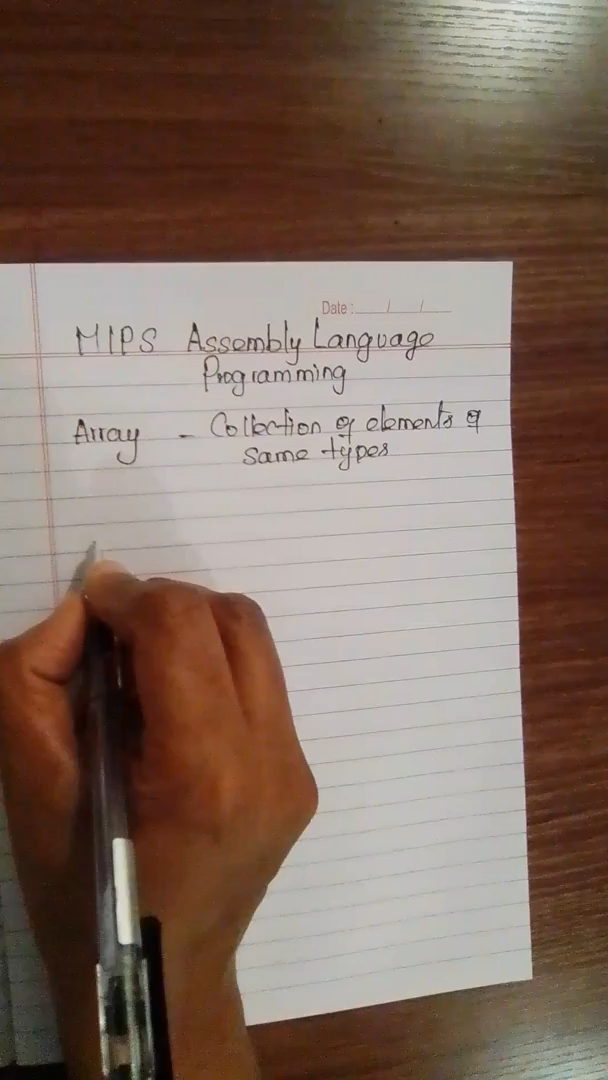 Date : / /
MIPS Assembly Language
Programming
Array - Collection of elements of
same types